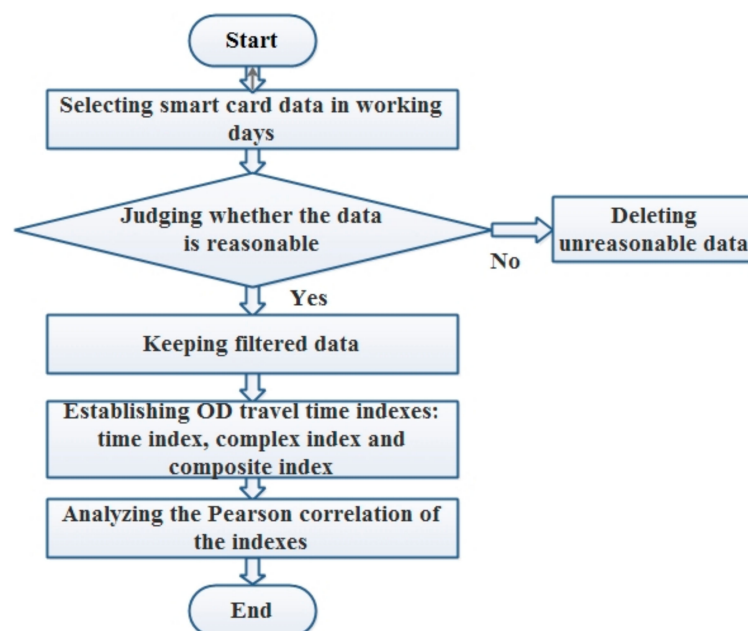 Start
Selecting smart card data in working
days
Judging whether the data
is reasonable
No
Deleting
unreasonable data
Yes
Keeping filtered data
Establishing OD travel time indexes:
time index, complex index and
composite index
Analyzing the Pearson correlation of
the indexes
End